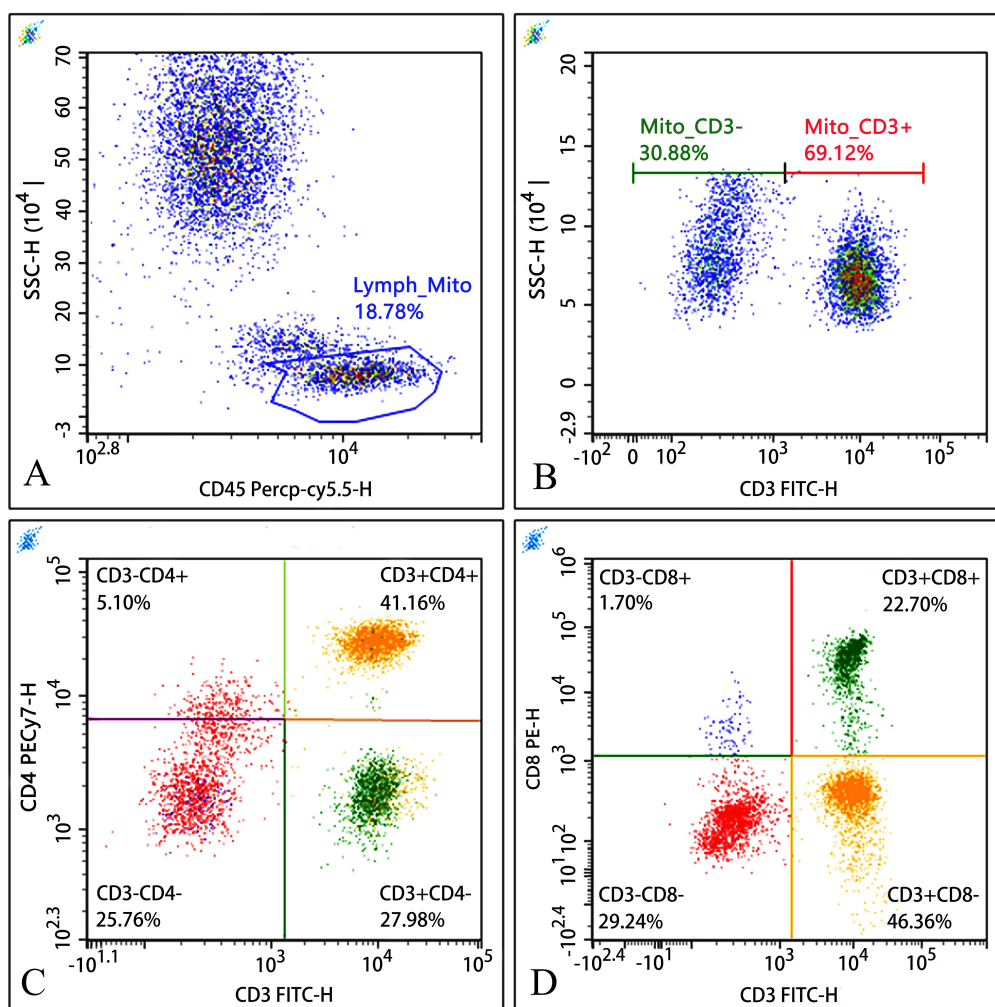 70
60
50
40
30
20
10
-3
SSC-H (10^4 |
Lymph_Mito
18.78%
10^2.8
10^4
A
CD45 Percp-cy5.5-H
20
15
10
5
0
-2.9
SSC-H (10^4 |
Mito_CD3-
30.88%
Mito_CD3+
69.12%
-10^2
0
10^2
10^3
10^4
10^5
B
CD3 FITC-H
10^5
10^4
10^3
10^2.3
CD4 PECy7-H
CD3-CD4+
5.10%
CD3+CD4+
41.16%
CD3-CD4-
25.76%
CD3+CD4-
27.98%
-10^1.1
10^3
10^4
10^5
C
CD3 FITC-H
10^6
10^5
10^4
10^3
10^2
10^1
-10^2.4
CD8 PE-H
CD3-CD8+
1.70%
CD3+CD8+
22.70%
CD3-CD8-
29.24%
CD3+CD8-
46.36%
-10^2.4
-10^1
10^3
10^4
10^5
D
CD3 FITC-H